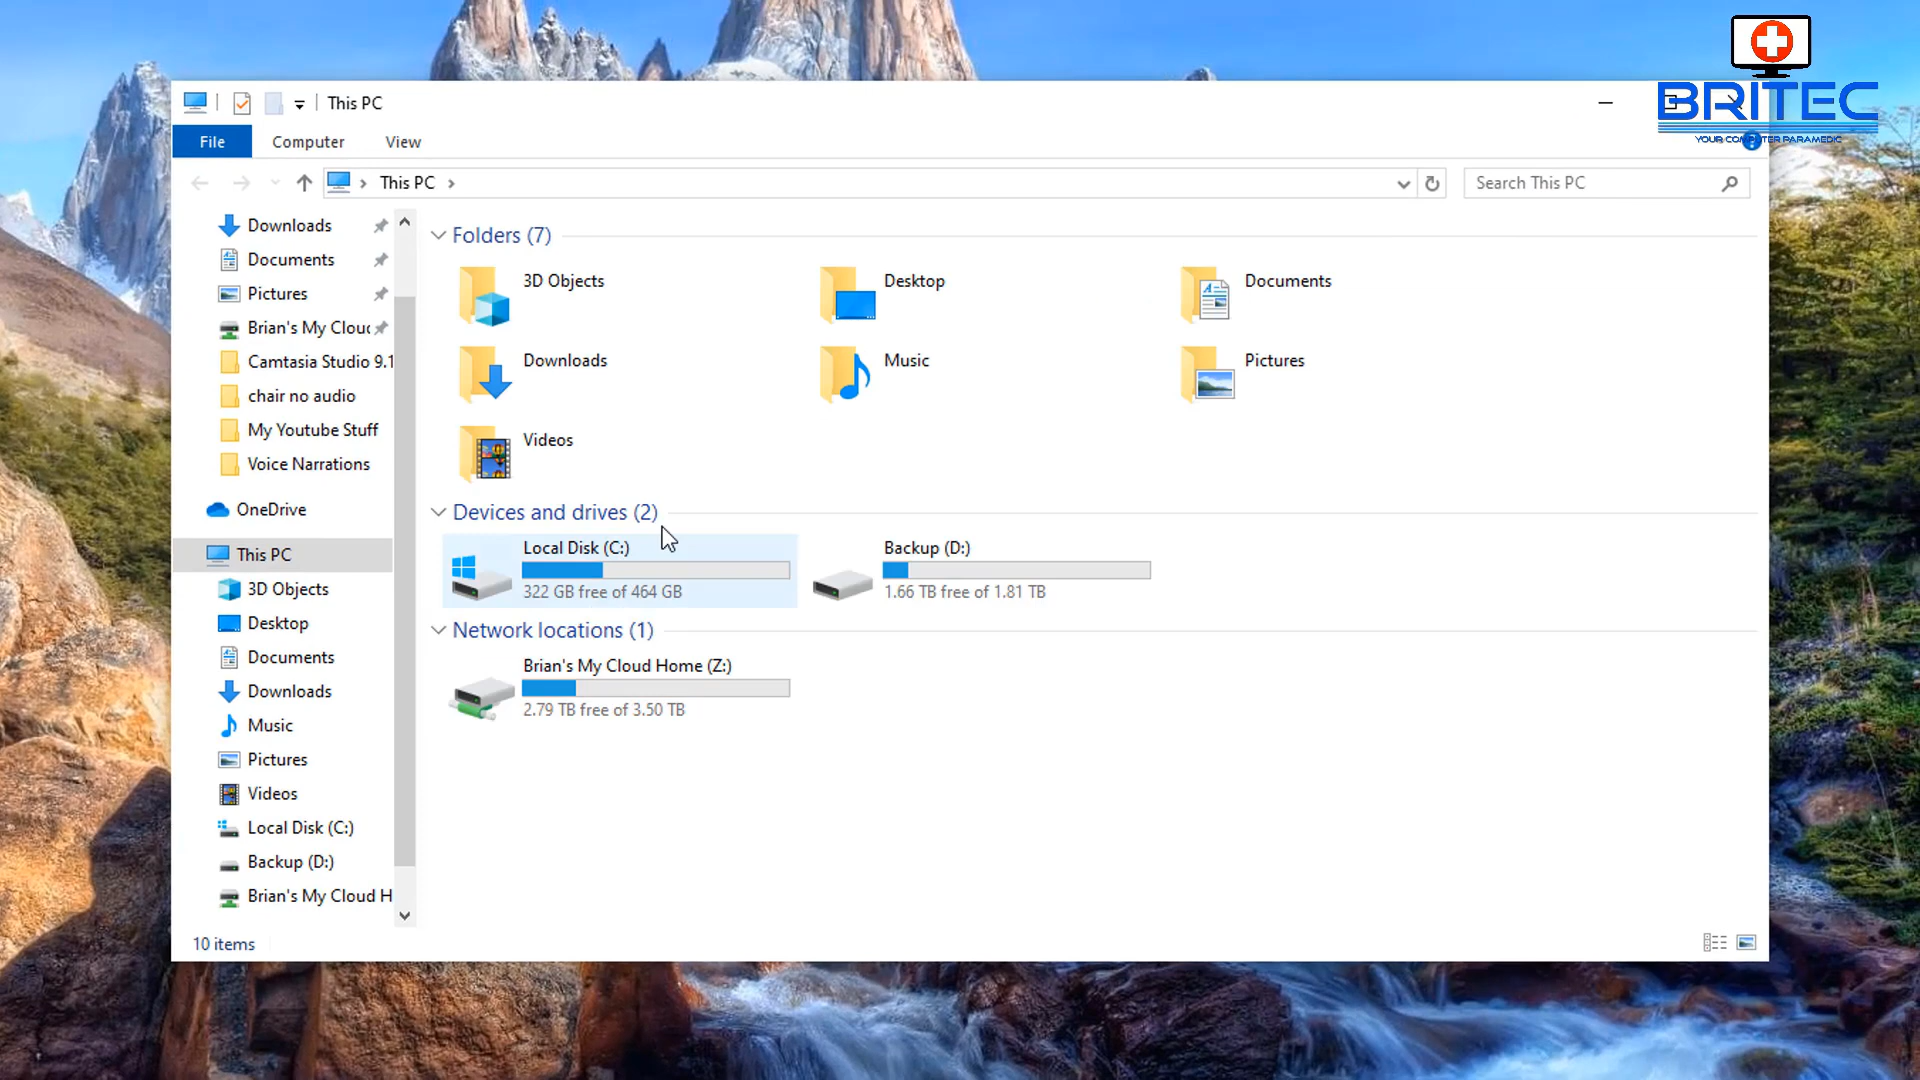 BRITEC
YOUR COMPUTER PARAMEDIC
This PC
File Computer View
This PC
Search This PC
Downloads
Documents
Pictures
Brian's My Cloud
Camtasia Studio 9.1
chair no audio
My Youtube Stuff
Voice Narrations
OneDrive
This PC
3D Objects
Desktop
Documents
Downloads
Music
Pictures
Videos
Local Disk (C:)
Backup (D:)
Brian's My Cloud H
Folders (7)
3D Objects
Desktop
Documents
Downloads
Music
Pictures
Videos
Devices and drives (2)
Local Disk (C:)
322 GB free of 464 GB
Backup (D:)
1.66 TB free of 1.81 TB
Network locations (1)
Brian's My Cloud Home (Z:)
2.79 TB free of 3.50 TB
10 items